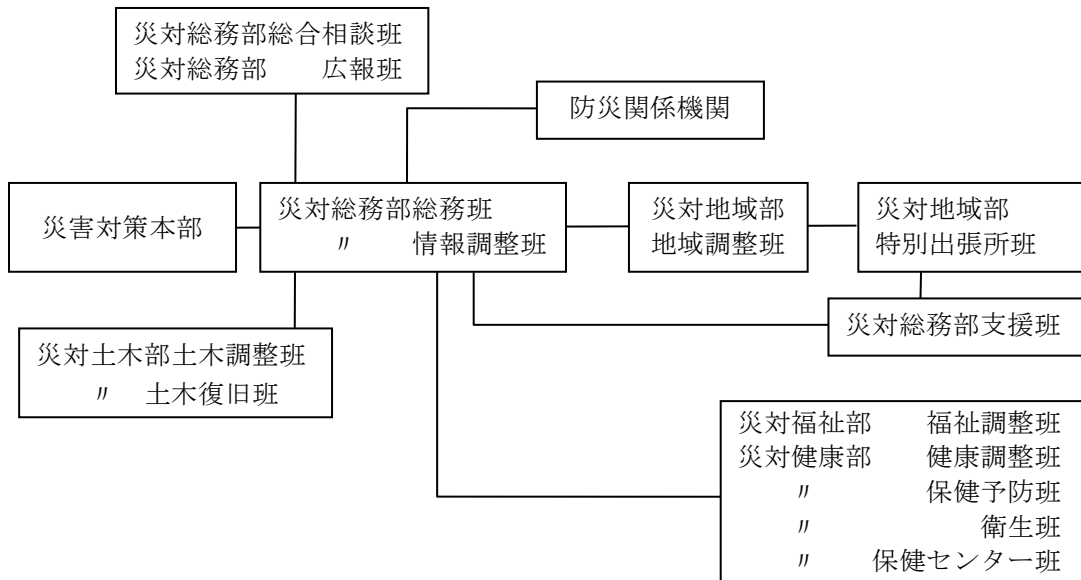 災対総務部総合相談班
災対総務部　　広報班
防災関係機関
災害対策本部
災対総務部総務班
〃　　情報調整班
災対地域部
地域調整班
災対地域部
特別出張所班
災対総務部支援班
災対土木部土木調整班
〃　土木復旧班
災対福祉部　　福祉調整班
災対健康部　　健康調整班
〃　　　　保健予防班
〃　　　　　　衛生班
〃　　保健センター班